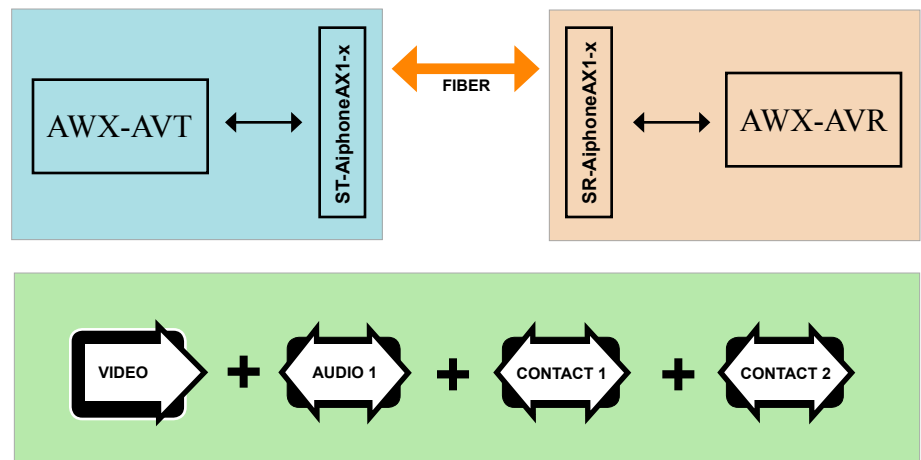 AWX-AVT
ST-AiphoneAX1-x
FIBER
SR-AiphoneAX1-x
AWX-AVR
VIDEO
AUDIO 1
CONTACT 1
CONTACT 2